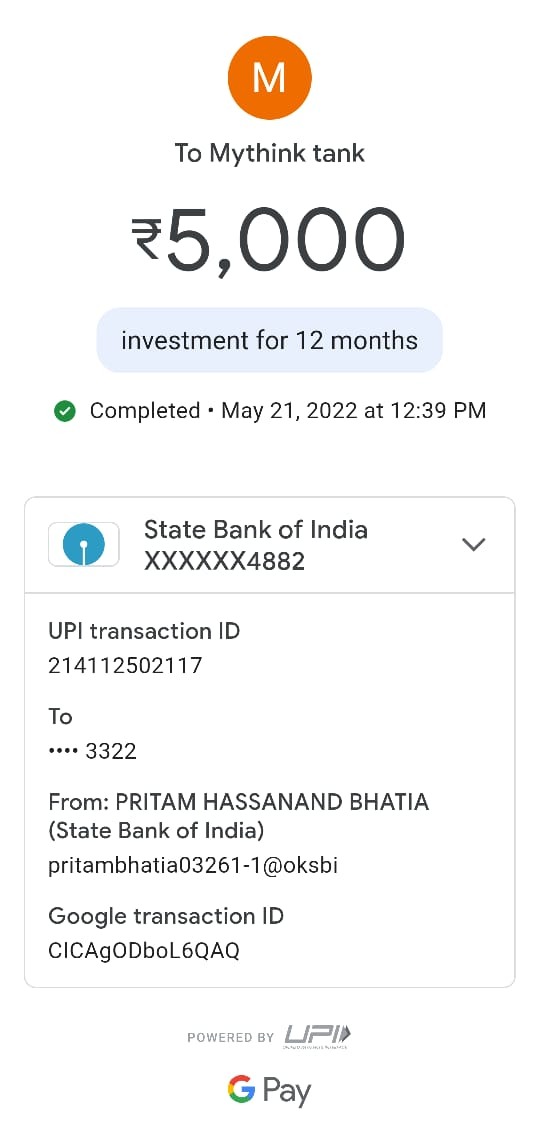 M
To Mythink tank
₹5,000
investment for 12 months
Completed • May 21, 2022 at 12:39 PM
State Bank of India
XXXXXX4882
UPI transaction ID
214112502117
To
•••• 3322
From: PRITAM HASSANAND BHATIA
(State Bank of India)
pritambhatia03261-1@oksbi
Google transaction ID
CICAgODboL6QAQ
POWERED BY UPI
G Pay